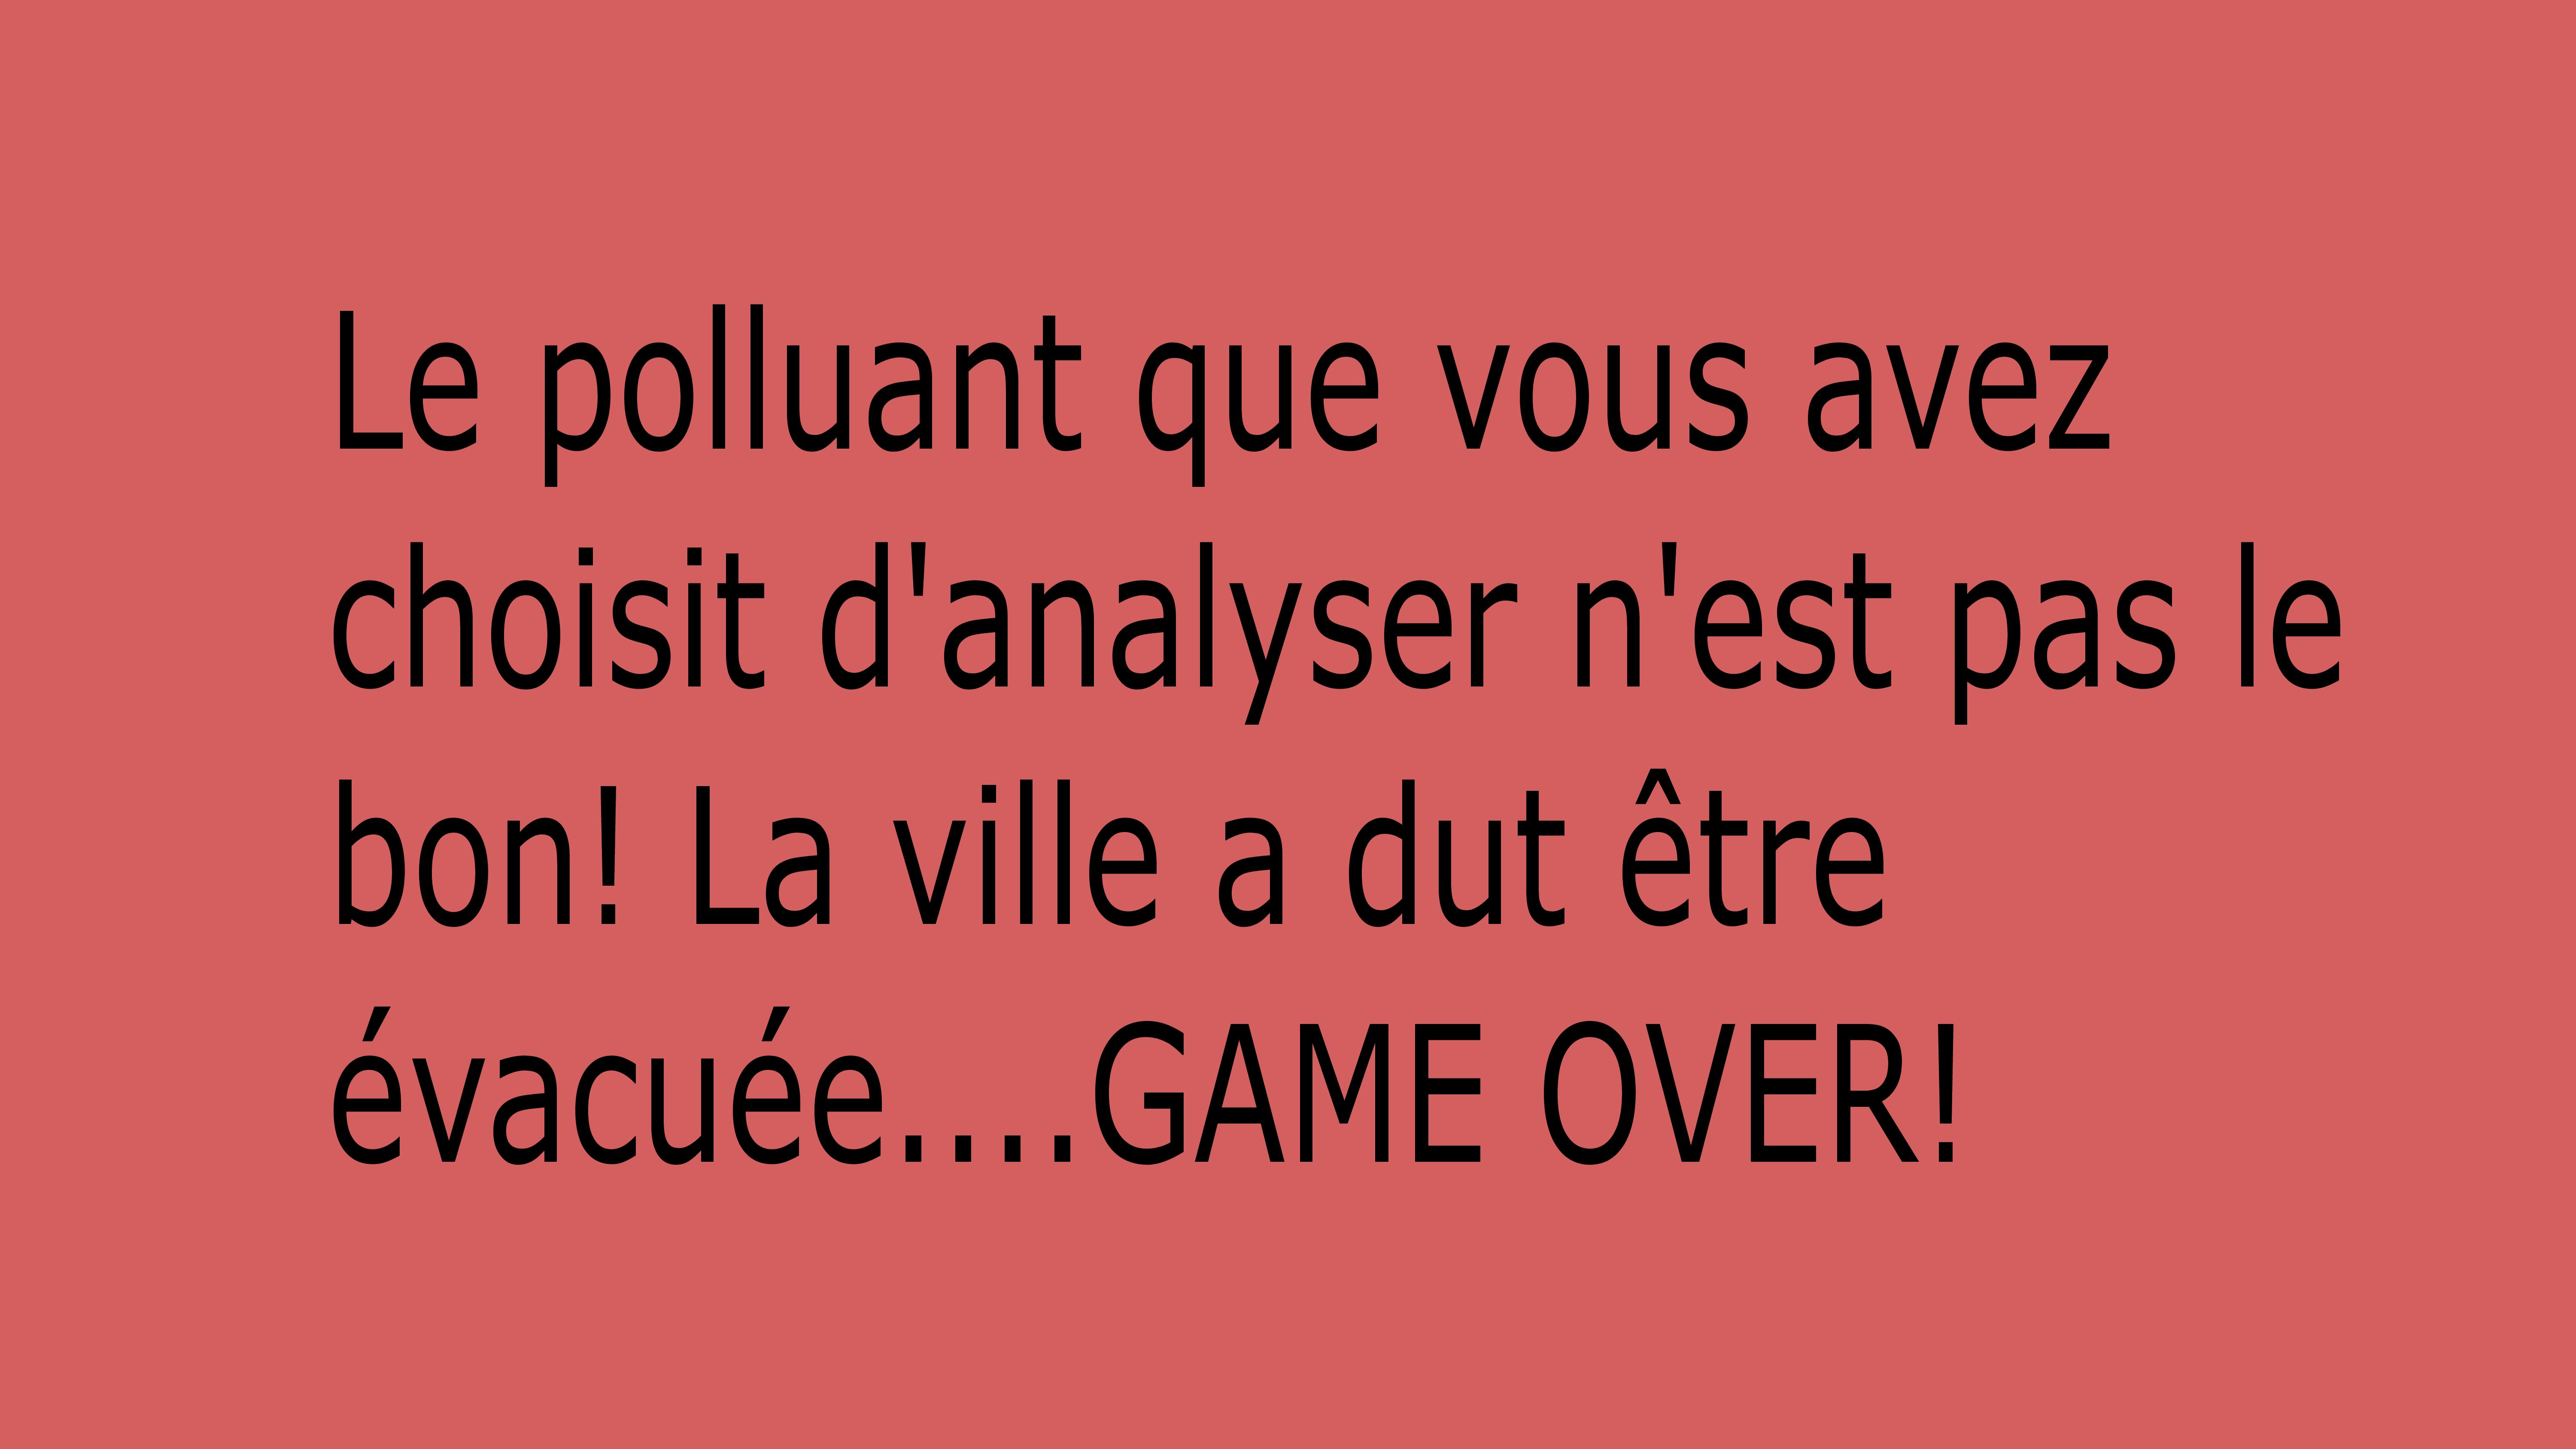 Le polluant que vous avez
choisit d'analyser n'est pas le
bon! La ville a dut être
évacuée....GAME OVER!